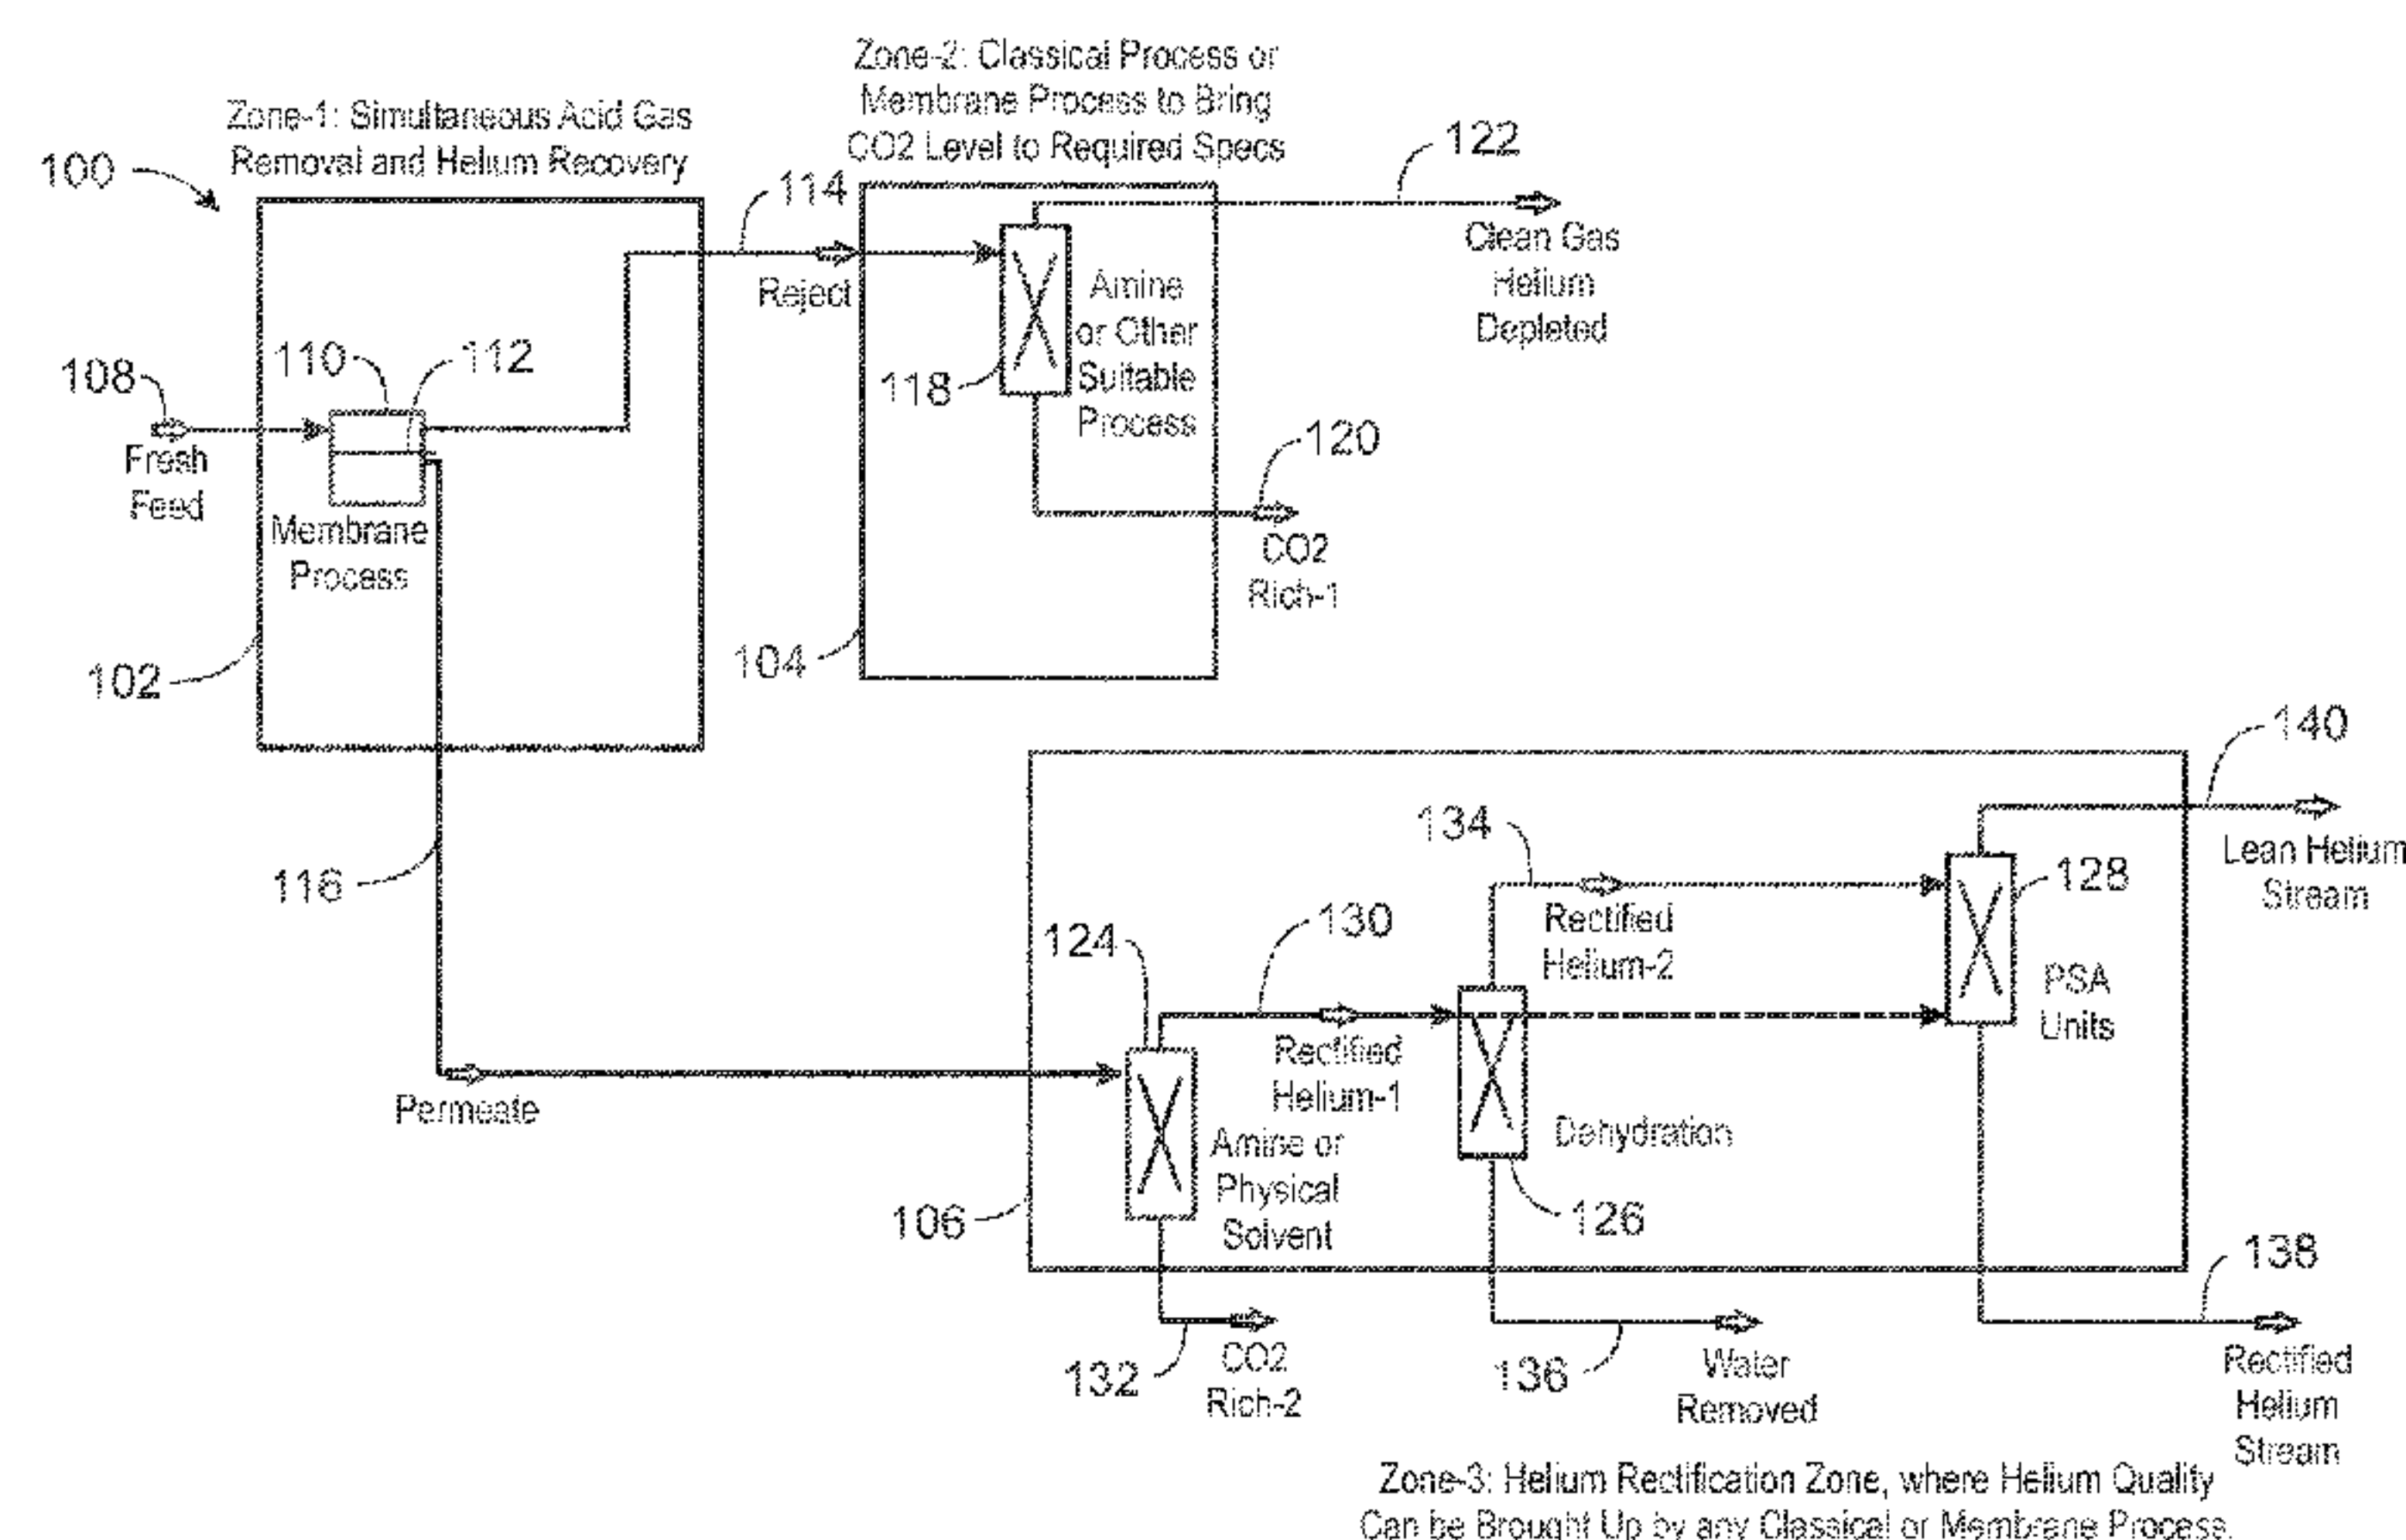 Zone-1: Simultaneous Acid Gas
Removal and Helium Recovery
100
Zone-2: Classical Process or
Membrane Process to Bring
CO2 Level to Required Specs
122
114
Clean Gas
Helium
Depleted
Reject
Amine
or Other
Suitable
Process
118
110
112
108
Fresh
Feed
Membrane
Process
120
CO2
Rich-1
102
104
140
Lean Helium
Stream
134
128
Rectified
Helium-2
116
124
130
PSA
Units
Rectified
Helium-1
Permeate
Amine or
Physical
Solvent
Dehydration
106
126
138
132
CO2
Rich-2
136
Water
Removed
Rectified
Helium
Stream
Zone-3: Helium Rectification Zone, where Helium Quality
Can be Brought Up by any Classical or Membrane Process.